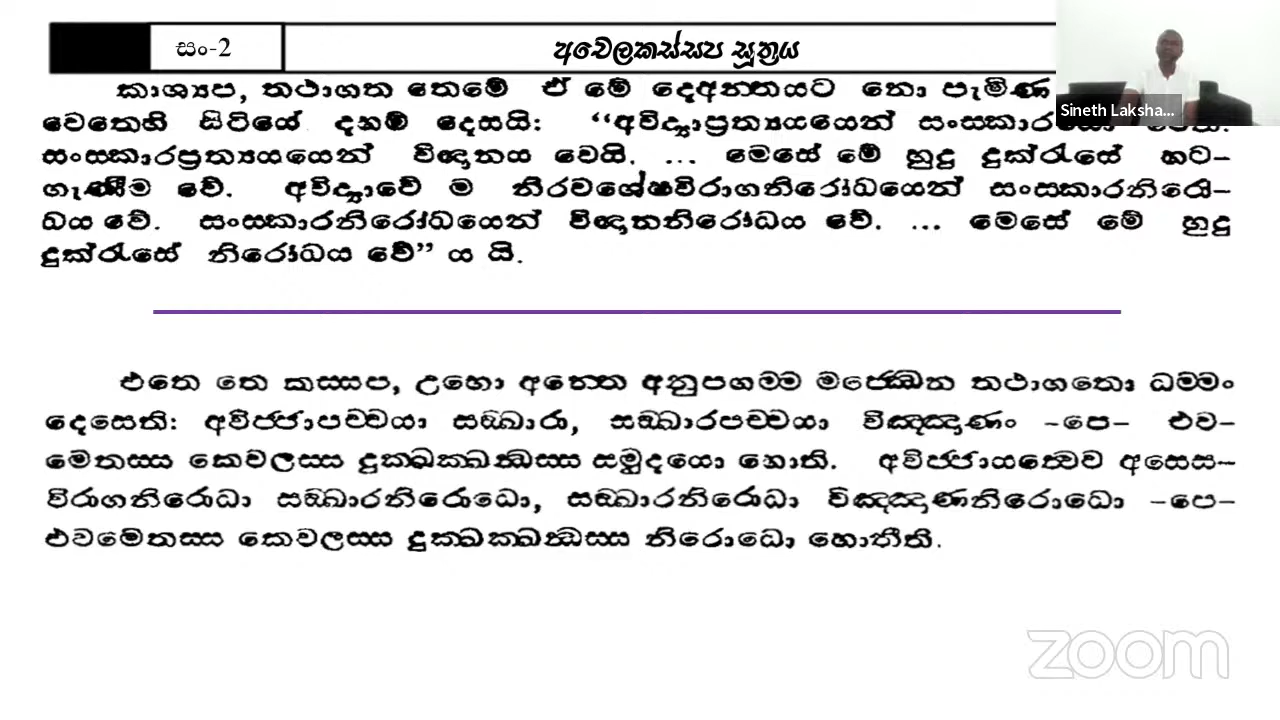 සං-2
අචෙලකස්සප සූත්‍රය
Sineth Laksha...
කාශ්‍යප, තථාගත තෙමේ ඒ මේ දෙඅන්තයට නො පැමිණ
වෙතෙහි සිටියේ දහම් දෙසයි: “අවිද්‍යාප්‍රත්‍යයයෙන්
සංස්කාරප්‍රත්‍යයයෙන් විඥානය වෙයි. ... මෙසේ මේ හුදු දුක්රැසේ හට-
ගැණීම වේ. අවිද්‍යාවේ ම නිරවශේෂවිරාගනිරෝධයෙන් සංස්කාරනිරෝ-
ධය වේ. සංස්කාරනිරෝධයෙන් විඥානනිරෝධය වේ. ... මෙසේ මේ හුදු
දුක්රැසේ නිරෝධය වේ” ය යි.
එතෙ තෙ කස්සප, උභො අන්තෙ අනුපගම්ම මජ්ඣෙන තථාගතො ධම්මං
දෙසෙති: අවිජ්ජාපච්චයා සඞ්ඛාරා, සඞ්ඛාරපච්චයා විඤ්ඤාණං -පෙ- එව-
මෙතස්ස කෙවලස්ස දුක්ඛක්ඛන්ධස්ස සමුදයො හොති. අවිජ්ජායත්වෙව අසෙස-
විරාගනිරොධා සඞ්ඛාරනිරොධො, සඞ්ඛාරනිරොධා විඤ්ඤාණනිරොධො -පෙ-
එවමෙතස්ස කෙවලස්ස දුක්ඛක්ඛන්ධස්ස නිරොධො හොතීති.
zoom